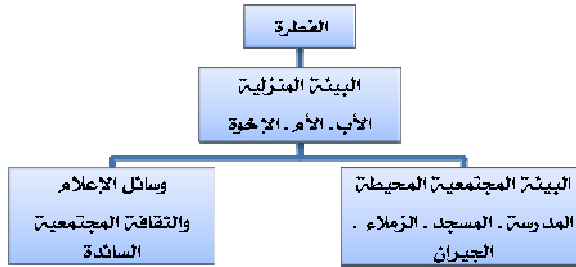 الفطرة
البيئة المنزلية
الأب . الأم . الإخوة
البيئة المجتمعية المحيطة
المدرسة . المسجد . الزملاء .
الجيران
وسائل الإعلام
والثقافة المجتمعية
السائدة